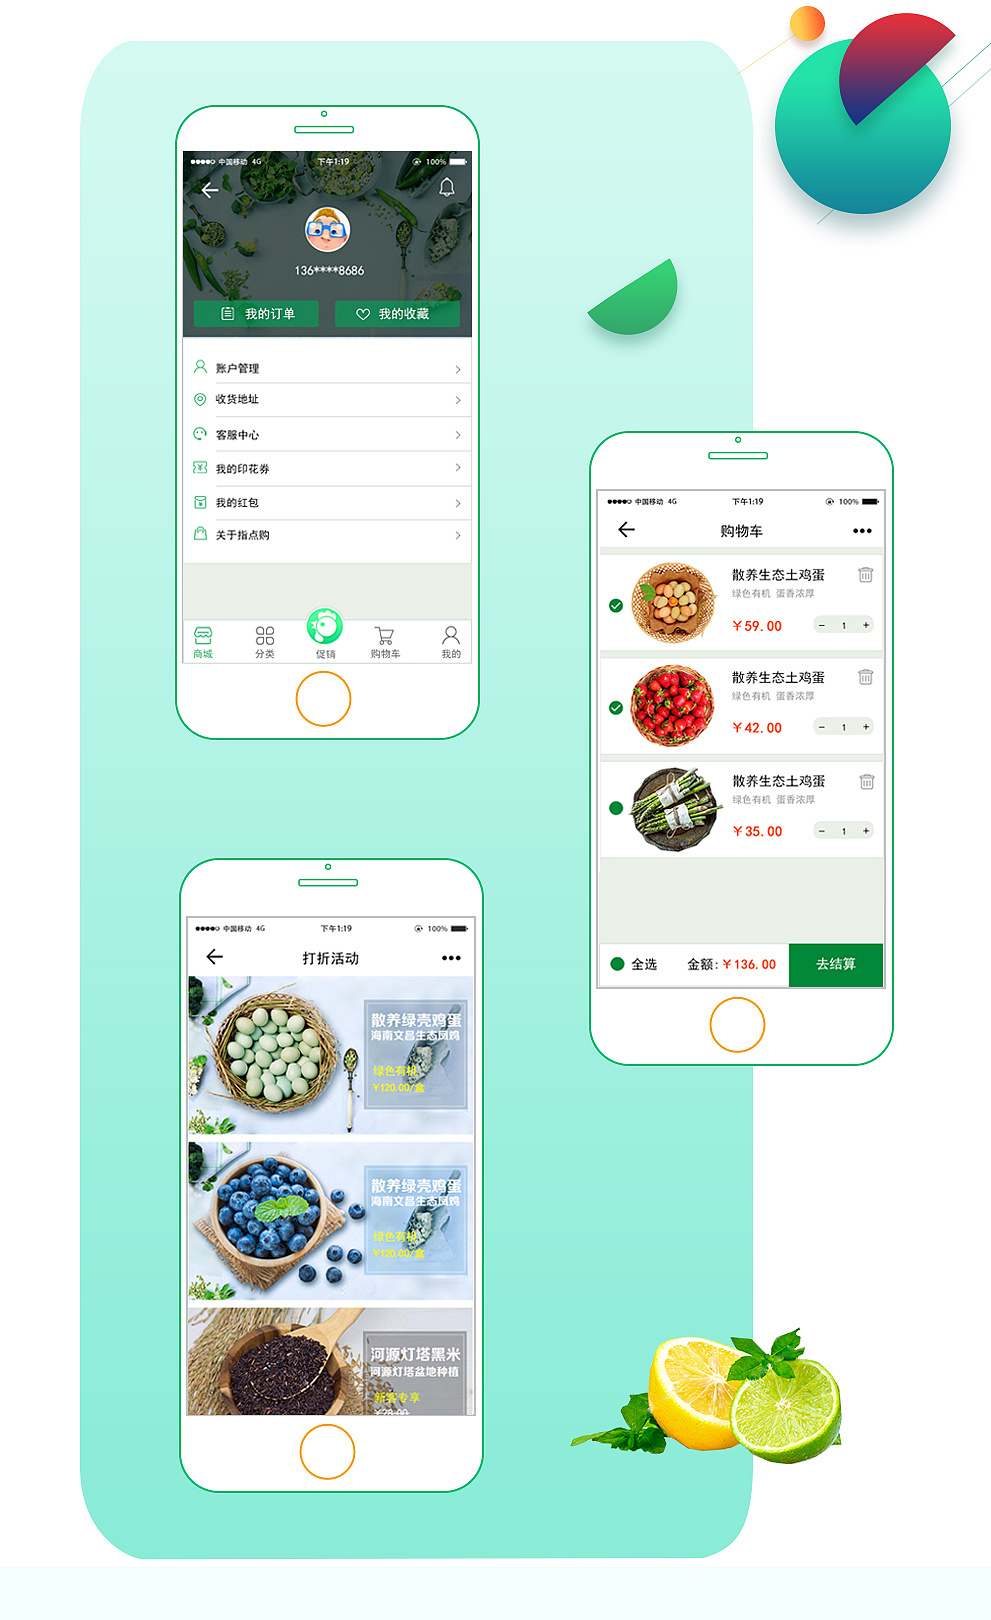 中国移动 4G 下午1:19 100%
136****8686
我的订单 我的收藏
账户管理
收货地址
客服中心
我的印花券
我的红包
关于指点购
商城 分类 促销 购物车 我的
中国移动 4G 下午1:19 100%
购物车
散养生态土鸡蛋
绿色有机 蛋香浓厚
¥59.00 − 1 +
散养生态土鸡蛋
绿色有机 蛋香浓厚
¥42.00 − 1 +
散养生态土鸡蛋
绿色有机 蛋香浓厚
¥35.00 − 1 +
全选 金额:¥136.00 去结算
中国移动 4G 下午1:19 100%
打折活动
散养绿壳鸡蛋
海南文昌生态凤鸡
绿色有机
¥120.00/盒
散养绿壳鸡蛋
海南文昌生态凤鸡
绿色有机
¥120.00/盒
河源灯塔黑米
河源灯塔盆地种植
新客专享
¥28.00